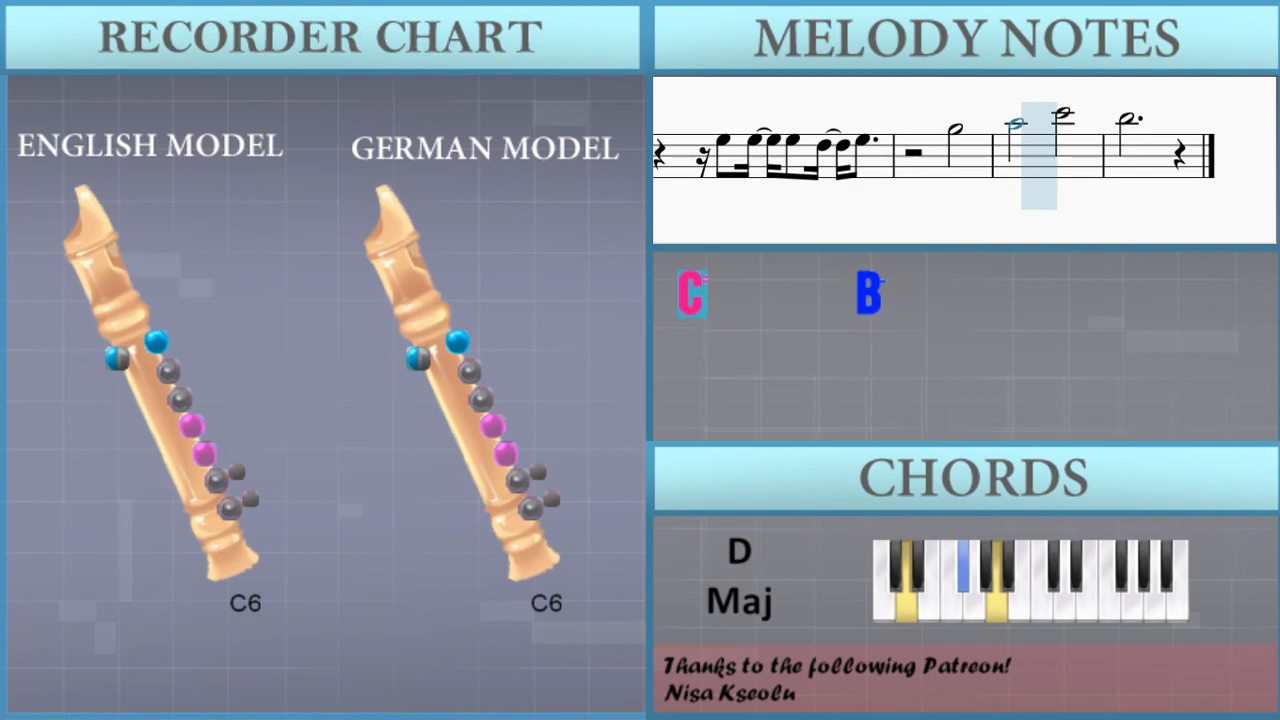 RECORDER CHART
MELODY NOTES
ENGLISH MODEL
GERMAN MODEL
C
B
C6
C6
CHORDS
D
Maj
Thanks to the following Patreon!
Nisa Kseolu